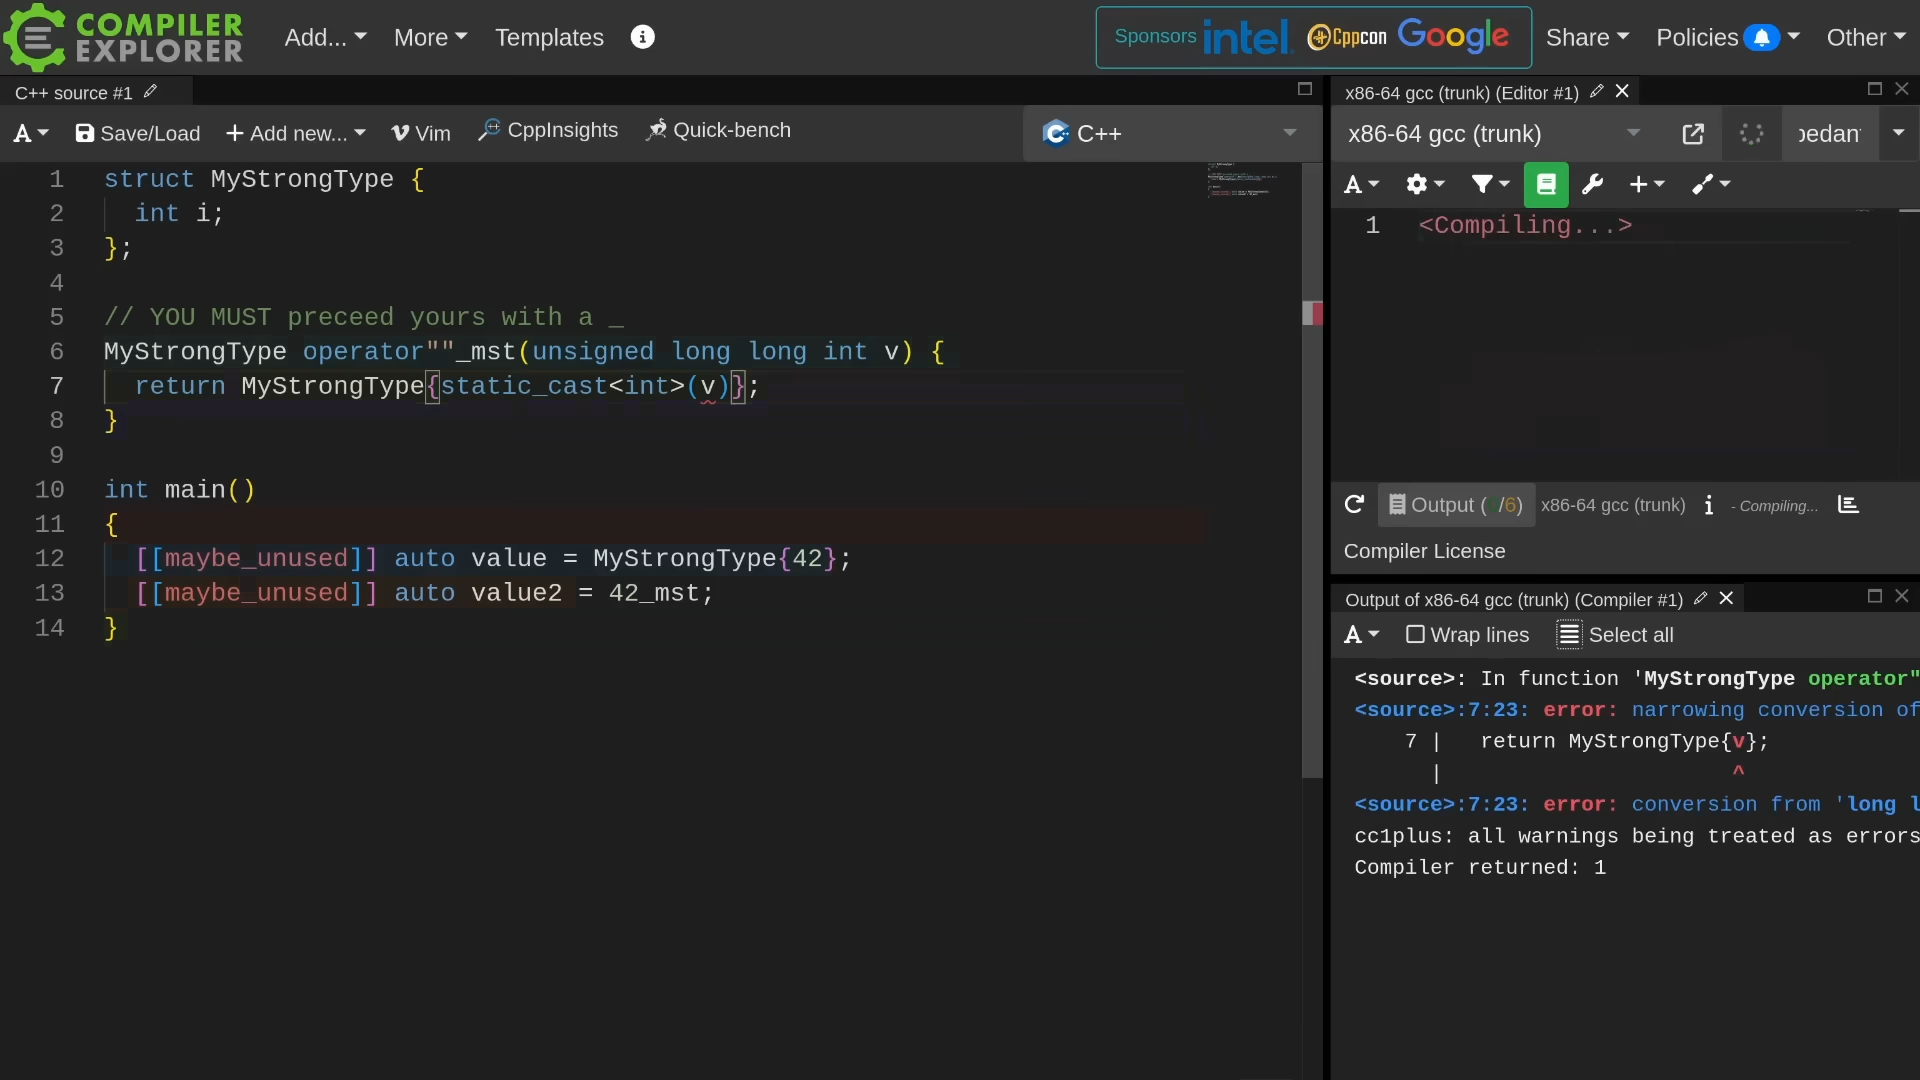 COMPILER
EXPLORER
Add...
More
Templates
Sponsors intel. Cppcon Google
Share
Policies
Other
C++ source #1
Save/Load
Add new...
Vim
CppInsights
Quick-bench
C++
1 struct MyStrongType {
2 int i;
3 };
4
5 // YOU MUST preceed yours with a _
6 MyStrongType operator""_mst(unsigned long long int v) {
7 return MyStrongType{static_cast<int>(v)};
8 }
9
10 int main()
11 {
12 [[maybe_unused]] auto value = MyStrongType{42};
13 [[maybe_unused]] auto value2 = 42_mst;
14 }
x86-64 gcc (trunk) (Editor #1)
x86-64 gcc (trunk)
pedant
A
1 <Compiling...>
Output ( /6) x86-64 gcc (trunk) i - Compiling...
Compiler License
Output of x86-64 gcc (trunk) (Compiler #1)
A
Wrap lines
Select all
<source>: In function 'MyStrongType operator"
<source>:7:23: error: narrowing conversion of
7 | return MyStrongType{v};
| ^
<source>:7:23: error: conversion from 'long l
cc1plus: all warnings being treated as errors
Compiler returned: 1